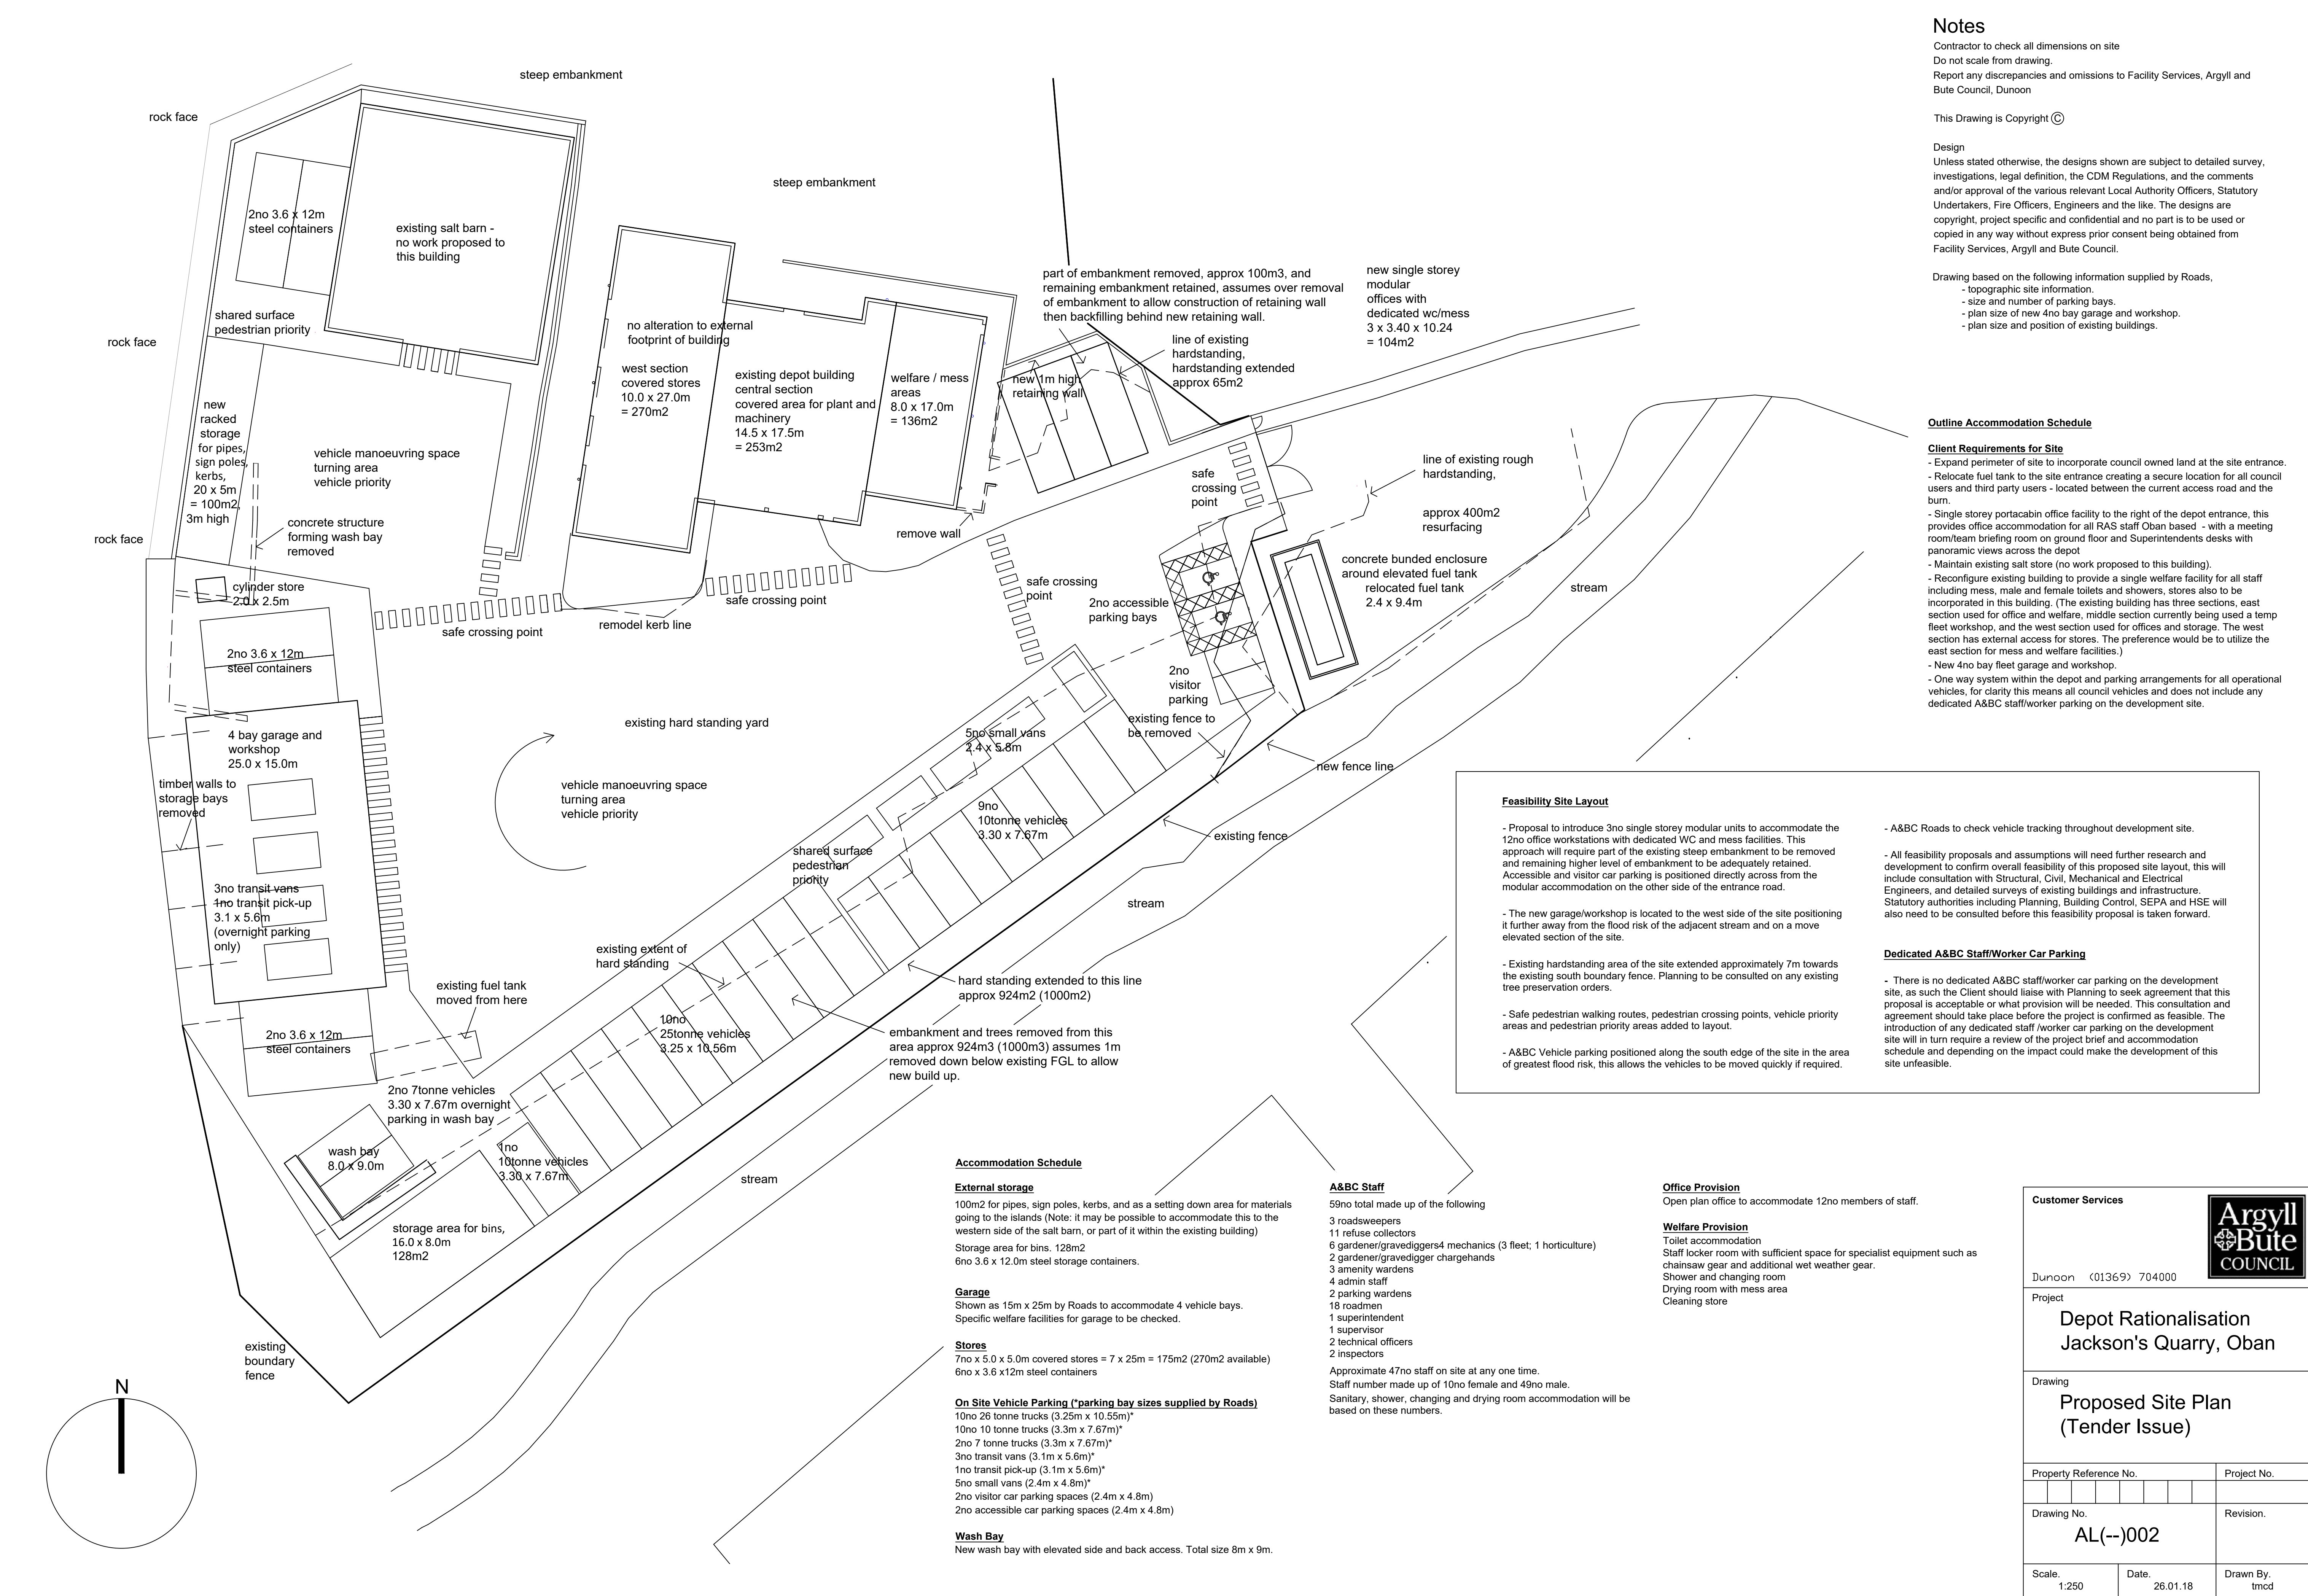 Notes
Contractor to check all dimensions on site
Do not scale from drawing.
Report any discrepancies and omissions to Facility Services, Argyll and
Bute Council, Dunoon
This Drawing is Copyright ©
Design
Unless stated otherwise, the designs shown are subject to detailed survey,
investigations, legal definition, the CDM Regulations, and the comments
and/or approval of the various relevant Local Authority Officers, Statutory
Undertakers, Fire Officers, Engineers and the like. The designs are
copyright, project specific and confidential and no part is to be used or
copied in any way without express prior consent being obtained from
Facility Services, Argyll and Bute Council.
Drawing based on the following information supplied by Roads,
- topographic site information.
- size and number of parking bays.
- plan size of new 4no bay garage and workshop.
- plan size and position of existing buildings.
steep embankment
rock face
steep embankment
2no 3.6 x 12m
steel containers
existing salt barn -
no work proposed to
this building
shared surface
pedestrian priority
rock face
no alteration to external
footprint of building
west section
covered stores
10.0 x 27.0m
= 270m2
existing depot building
central section
covered area for plant and
machinery
14.5 x 17.5m
= 253m2
welfare / mess
areas
8.0 x 17.0m
= 136m2
part of embankment removed, approx 100m3, and
remaining embankment retained, assumes over removal
of embankment to allow construction of retaining wall
then backfilling behind new retaining wall.
new single storey
modular
offices with
dedicated wc/mess
3 x 3.40 x 10.24
= 104m2
line of existing
hardstanding,
hardstanding extended
approx 65m2
new 1m high
retaining wall
new
racked
storage
for pipes,
sign poles,
kerbs,
20 x 5m
= 100m2,
3m high
vehicle manoeuvring space
turning area
vehicle priority
concrete structure
forming wash bay
removed
rock face
remove wall
safe
crossing
point
line of existing rough
hardstanding,
approx 400m2
resurfacing
concrete bunded enclosure
around elevated fuel tank
relocated fuel tank
2.4 x 9.4m
stream
cylinder store
2.0 x 2.5m
safe crossing point
remodel kerb line
safe crossing point
safe crossing
point
2no accessible
parking bays
2no
visitor
parking
2no 3.6 x 12m
steel containers
existing hard standing yard
existing fence to
be removed
5no small vans
2.4 x 5.8m
new fence line
4 bay garage and
workshop
25.0 x 15.0m
timber walls to
storage bays
removed
vehicle manoeuvring space
turning area
vehicle priority
9no
10tonne vehicles
3.30 x 7.67m
existing fence
shared surface
pedestrian
priority
3no transit vans
1no transit pick-up
3.1 x 5.6m
(overnight parking
only)
stream
existing extent of
hard standing
existing fuel tank
moved from here
hard standing extended to this line
approx 924m2 (1000m2)
10no
25tonne vehicles
3.25 x 10.56m
embankment and trees removed from this
area approx 924m3 (1000m3) assumes 1m
removed down below existing FGL to allow
new build up.
2no 3.6 x 12m
steel containers
2no 7tonne vehicles
3.30 x 7.67m overnight
parking in wash bay
1no
10tonne vehicles
3.30 x 7.67m
wash bay
8.0 x 9.0m
stream
storage area for bins,
16.0 x 8.0m
128m2
existing
boundary
fence
N
Outline Accommodation Schedule
Client Requirements for Site
- Expand perimeter of site to incorporate council owned land at the site entrance.
- Relocate fuel tank to the site entrance creating a secure location for all council
users and third party users - located between the current access road and the
burn.
- Single storey portacabin office facility to the right of the depot entrance, this
provides office accommodation for all RAS staff Oban based - with a meeting
room/team briefing room on ground floor and Superintendents desks with
panoramic views across the depot
- Maintain existing salt store (no work proposed to this building).
- Reconfigure existing building to provide a single welfare facility for all staff
including mess, male and female toilets and showers, stores also to be
incorporated in this building. (The existing building has three sections, east
section used for office and welfare, middle section currently being used a temp
fleet workshop, and the west section used for offices and storage. The west
section has external access for stores. The preference would be to utilize the
east section for mess and welfare facilities.)
- New 4no bay fleet garage and workshop.
- One way system within the depot and parking arrangements for all operational
vehicles, for clarity this means all council vehicles and does not include any
dedicated A&BC staff/worker parking on the development site.
Feasibility Site Layout
- Proposal to introduce 3no single storey modular units to accommodate the
12no office workstations with dedicated WC and mess facilities. This
approach will require part of the existing steep embankment to be removed
and remaining higher level of embankment to be adequately retained.
Accessible and visitor car parking is positioned directly across from the
modular accommodation on the other side of the entrance road.
- The new garage/workshop is located to the west side of the site positioning
it further away from the flood risk of the adjacent stream and on a move
elevated section of the site.
- Existing hardstanding area of the site extended approximately 7m towards
the existing south boundary fence. Planning to be consulted on any existing
tree preservation orders.
- Safe pedestrian walking routes, pedestrian crossing points, vehicle priority
areas and pedestrian priority areas added to layout.
- A&BC Vehicle parking positioned along the south edge of the site in the area
of greatest flood risk, this allows the vehicles to be moved quickly if required.
- A&BC Roads to check vehicle tracking throughout development site.
- All feasibility proposals and assumptions will need further research and
development to confirm overall feasibility of this proposed site layout, this will
include consultation with Structural, Civil, Mechanical and Electrical
Engineers, and detailed surveys of existing buildings and infrastructure.
Statutory authorities including Planning, Building Control, SEPA and HSE will
also need to be consulted before this feasibility proposal is taken forward.
Dedicated A&BC Staff/Worker Car Parking
- There is no dedicated A&BC staff/worker car parking on the development
site, as such the Client should liaise with Planning to seek agreement that this
proposal is acceptable or what provision will be needed. This consultation and
agreement should take place before the project is confirmed as feasible. The
introduction of any dedicated staff /worker car parking on the development
site will in turn require a review of the project brief and accommodation
schedule and depending on the impact could make the development of this
site unfeasible.
Accommodation Schedule
External storage
100m2 for pipes, sign poles, kerbs, and as a setting down area for materials
going to the islands (Note: it may be possible to accommodate this to the
western side of the salt barn, or part of it within the existing building)
Storage area for bins. 128m2
6no 3.6 x 12.0m steel storage containers.
Garage
Shown as 15m x 25m by Roads to accommodate 4 vehicle bays.
Specific welfare facilities for garage to be checked.
Stores
7no x 5.0 x 5.0m covered stores = 7 x 25m = 175m2 (270m2 available)
6no x 3.6 x12m steel containers
On Site Vehicle Parking (*parking bay sizes supplied by Roads)
10no 26 tonne trucks (3.25m x 10.55m)*
10no 10 tonne trucks (3.3m x 7.67m)*
2no 7 tonne trucks (3.3m x 7.67m)*
3no transit vans (3.1m x 5.6m)*
1no transit pick-up (3.1m x 5.6m)*
5no small vans (2.4m x 4.8m)*
2no visitor car parking spaces (2.4m x 4.8m)
2no accessible car parking spaces (2.4m x 4.8m)
Wash Bay
New wash bay with elevated side and back access. Total size 8m x 9m.
A&BC Staff
59no total made up of the following
3 roadsweepers
11 refuse collectors
6 gardener/gravediggers4 mechanics (3 fleet; 1 horticulture)
2 gardener/gravedigger chargehands
3 amenity wardens
4 admin staff
2 parking wardens
18 roadmen
1 superintendent
1 supervisor
2 technical officers
2 inspectors
Approximate 47no staff on site at any one time.
Staff number made up of 10no female and 49no male.
Sanitary, shower, changing and drying room accommodation will be
based on these numbers.
Office Provision
Open plan office to accommodate 12no members of staff.
Welfare Provision
Toilet accommodation
Staff locker room with sufficient space for specialist equipment such as
chainsaw gear and additional wet weather gear.
Shower and changing room
Drying room with mess area
Cleaning store
Customer Services
Argyll
&Bute
COUNCIL
Dunoon (01369) 704000
Project
Depot Rationalisation
Jackson's Quarry, Oban
Drawing
Proposed Site Plan
(Tender Issue)
Property Reference No.
Project No.
Drawing No.
Revision.
AL(--)002
Scale.
Date.
Drawn By.
1:250
26.01.18
tmcd